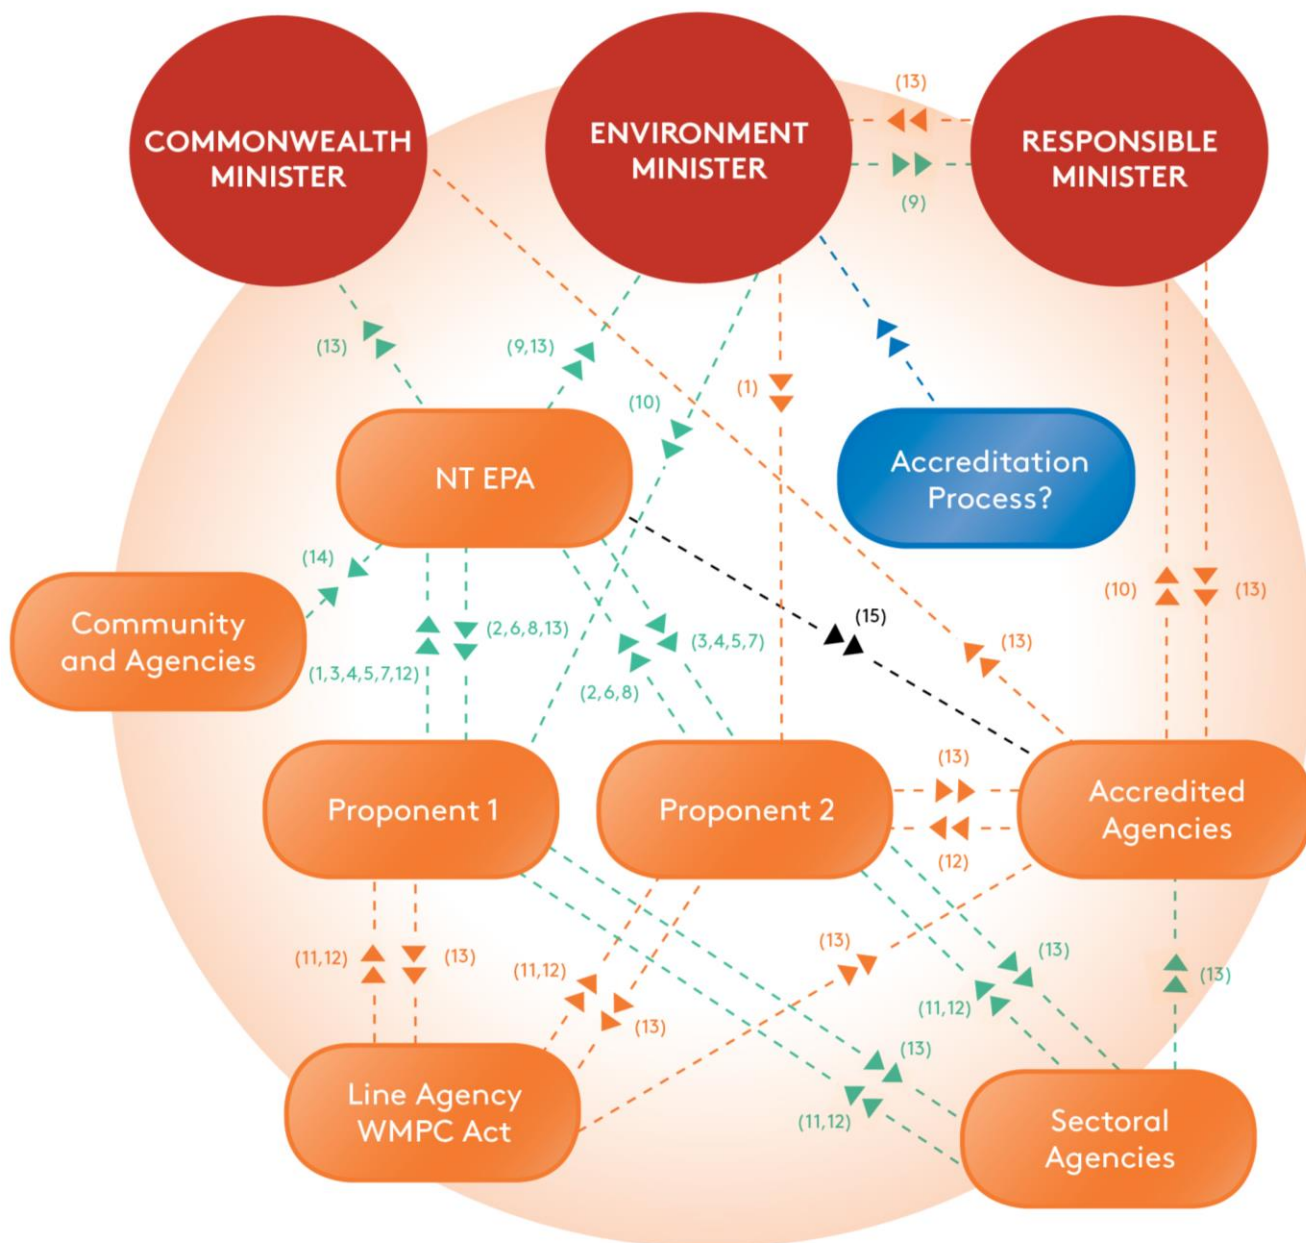 (13)
COMMONWEALTH
MINISTER
ENVIRONMENT
MINISTER
RESPONSIBLE
MINISTER
(9)
(13)
(9,13)
(10)
(1)
NT EPA
Accreditation
Process?
(14)
Community
and Agencies
(2,6,8,13)
(1,3,4,5,7,12)
(3,4,5,7)
(2,6,8)
(15)
(13)
(10)
(13)
Proponent 1
Proponent 2
(13)
(12)
Accredited
Agencies
(11,12)
(13)
(11,12)
(13)
(13)
(13)
(11,12)
(13)
(13)
(11,12)
Line Agency
WMPC Act
Sectoral
Agencies